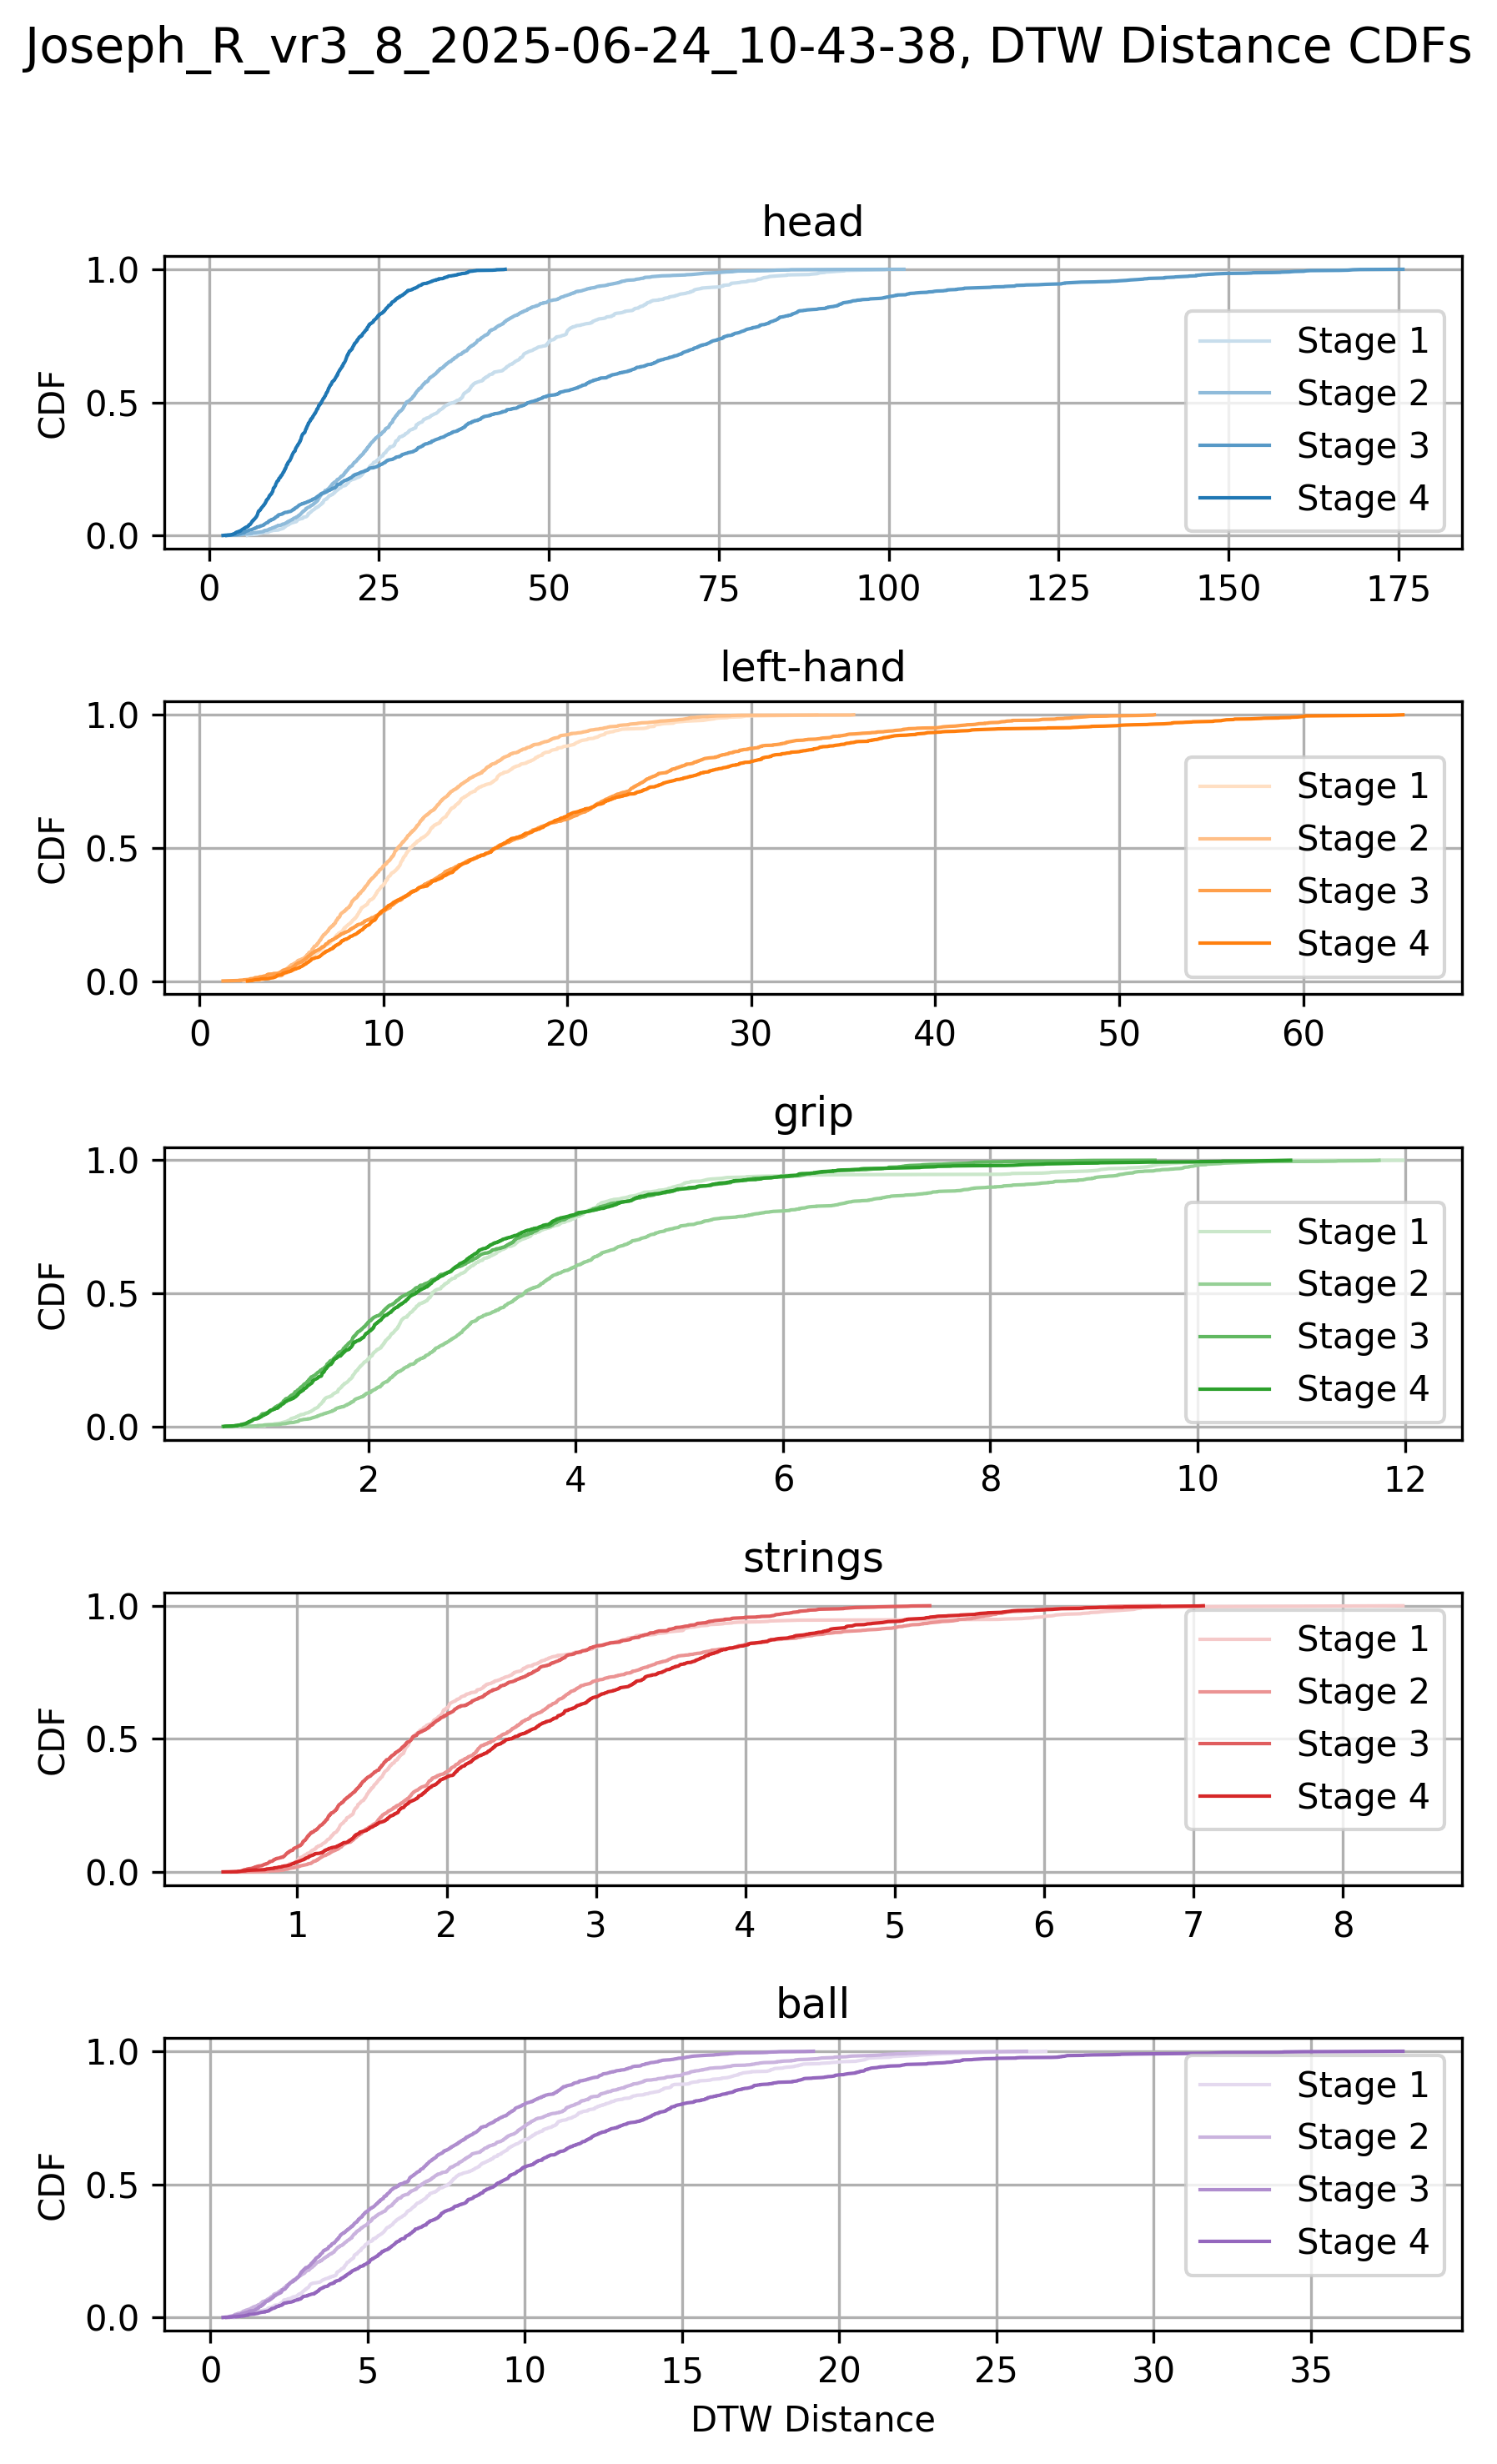 Joseph_R_vr3_8_2025-06-24_10-43-38, DTW Distance CDFs
head
CDF
1.0
0.5
0.0
Stage 1
Stage 2
Stage 3
Stage 4
0 25 50 75 100 125 150 175
left-hand
CDF
1.0
0.5
0.0
Stage 1
Stage 2
Stage 3
Stage 4
0 10 20 30 40 50 60
grip
CDF
1.0
0.5
0.0
Stage 1
Stage 2
Stage 3
Stage 4
2 4 6 8 10 12
strings
CDF
1.0
0.5
0.0
Stage 1
Stage 2
Stage 3
Stage 4
1 2 3 4 5 6 7 8
ball
CDF
1.0
0.5
0.0
Stage 1
Stage 2
Stage 3
Stage 4
0 5 10 15 20 25 30 35
DTW Distance